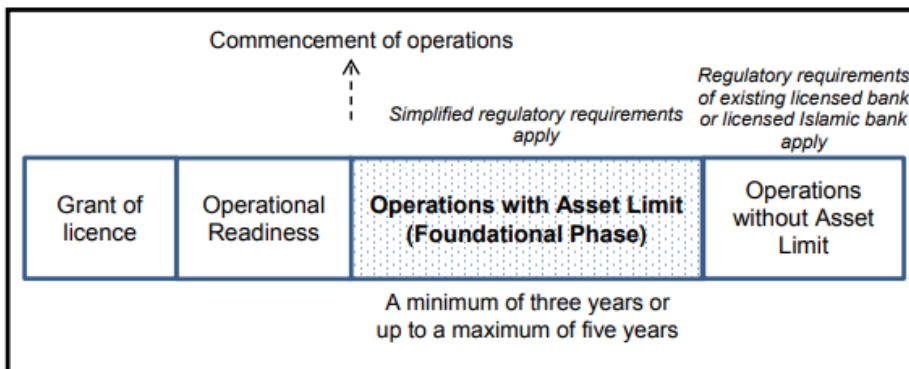 Commencement of operations
Regulatory requirements
of existing licensed bank
or licensed Islamic bank
apply
Simplified regulatory requirements
apply
Grant of
licence
Operational
Readiness
Operations with Asset Limit
(Foundational Phase)
Operations
without Asset
Limit
A minimum of three years or
up to a maximum of five years